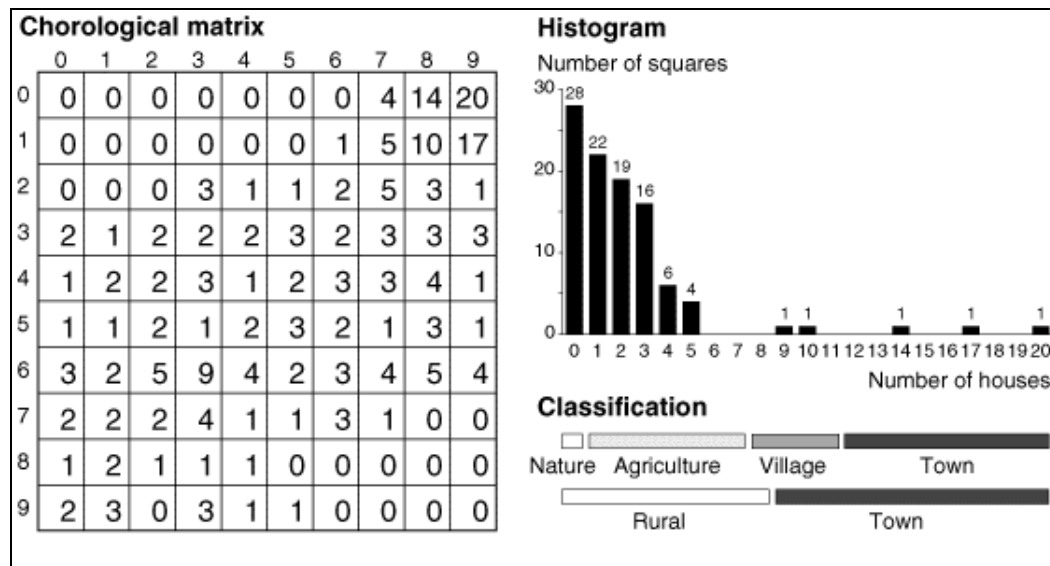 Chorological matrix
0 1 2 3 4 5 6 7 8 9
0 0 0 0 0 0 0 0 4 14 20
1 0 0 0 0 0 0 1 5 10 17
2 0 0 0 3 1 1 2 5 3 1
3 2 1 2 2 2 3 2 3 3 3
4 1 2 2 3 1 2 3 3 4 1
5 1 1 2 1 2 3 2 1 3 1
6 3 2 5 9 4 2 3 4 5 4
7 2 2 2 4 1 1 3 1 0 0
8 1 2 1 1 1 0 0 0 0 0
9 2 3 0 3 1 1 0 0 0 0
Histogram
Number of squares
30
28
22
20
19
16
10
6
4
1 1 1 1 1
0
0 1 2 3 4 5 6 7 8 9 10 11 12 13 14 15 16 17 18 19 20
Number of houses
Classification
Nature Agriculture Village Town
Rural Town